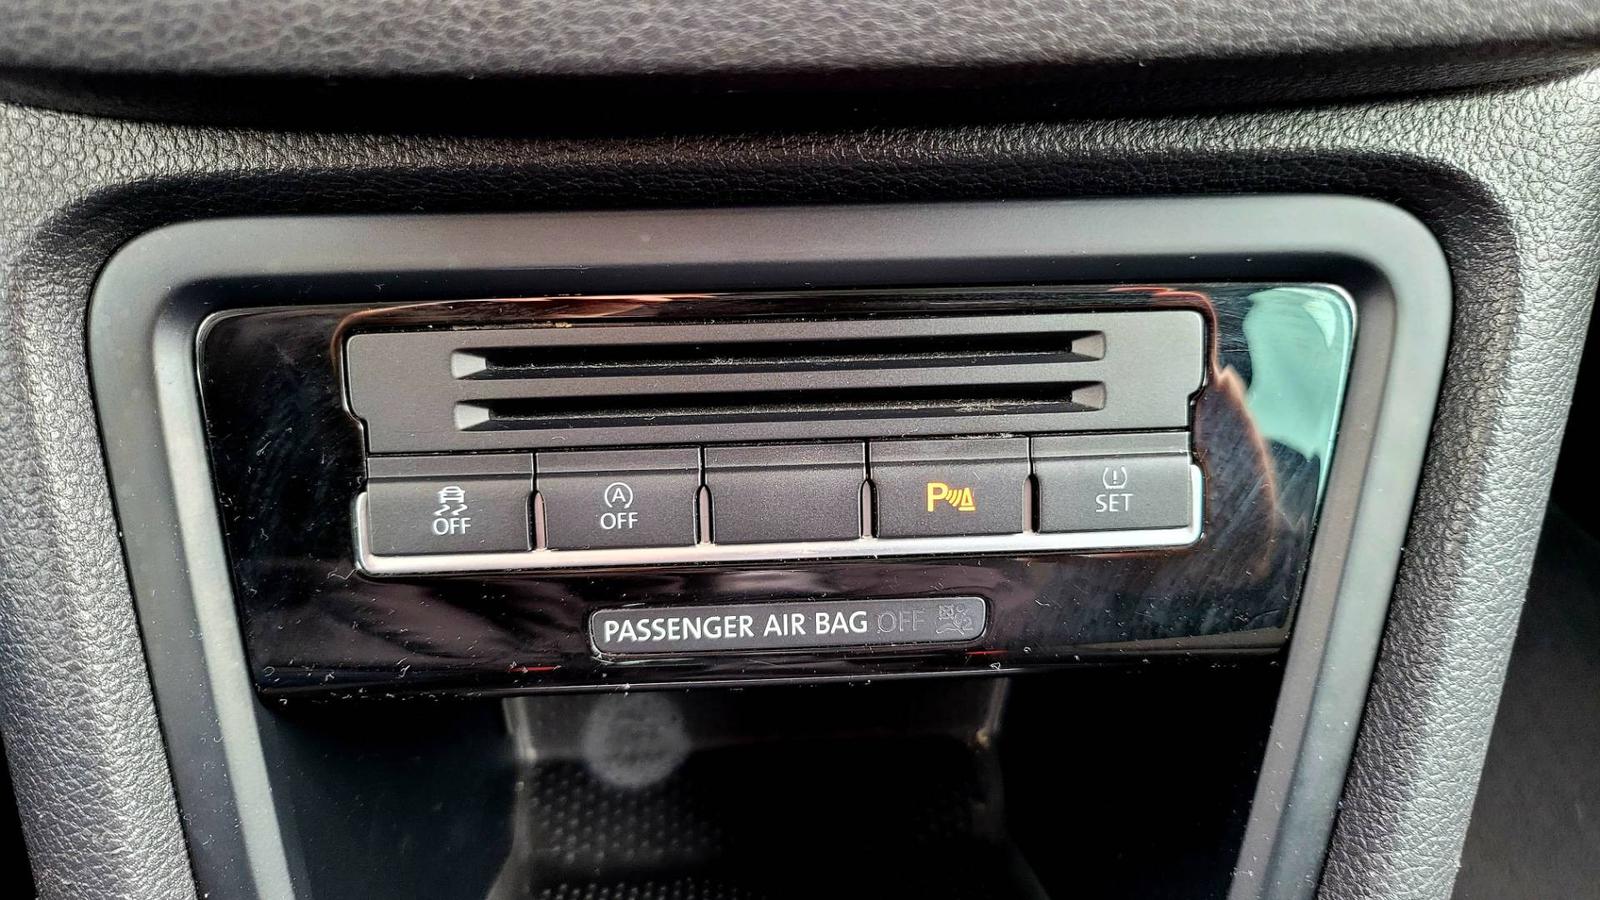 OFF
A OFF
P
SET
PASSENGER AIR BAG OFF